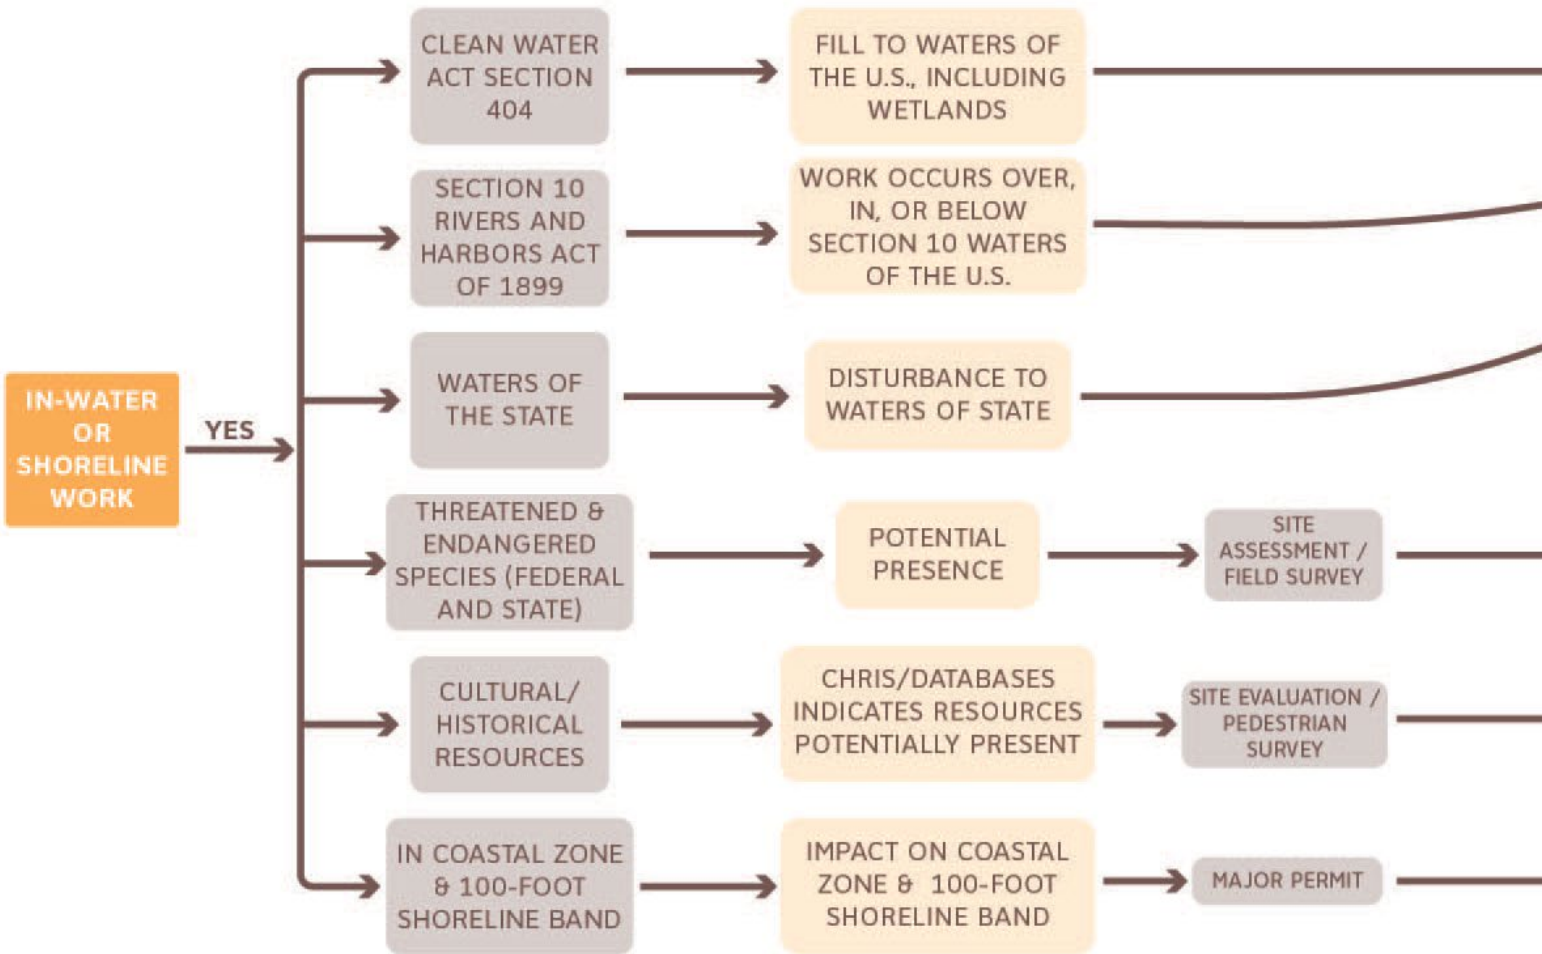 IN-WATER
OR
SHORELINE
WORK
YES
CLEAN WATER
ACT SECTION
404
FILL TO WATERS OF
THE U.S., INCLUDING
WETLANDS
SECTION 10
RIVERS AND
HARBORS ACT
OF 1899
WORK OCCURS OVER,
IN, OR BELOW
SECTION 10 WATERS
OF THE U.S.
WATERS OF
THE STATE
DISTURBANCE TO
WATERS OF STATE
THREATENED &
ENDANGERED
SPECIES (FEDERAL
AND STATE)
POTENTIAL
PRESENCE
SITE
ASSESSMENT /
FIELD SURVEY
CULTURAL/
HISTORICAL
RESOURCES
CHRIS/DATABASES
INDICATES RESOURCES
POTENTIALLY PRESENT
SITE EVALUATION /
PEDESTRIAN
SURVEY
IN COASTAL ZONE
& 100-FOOT
SHORELINE BAND
IMPACT ON COASTAL
ZONE & 100-FOOT
SHORELINE BAND
MAJOR PERMIT